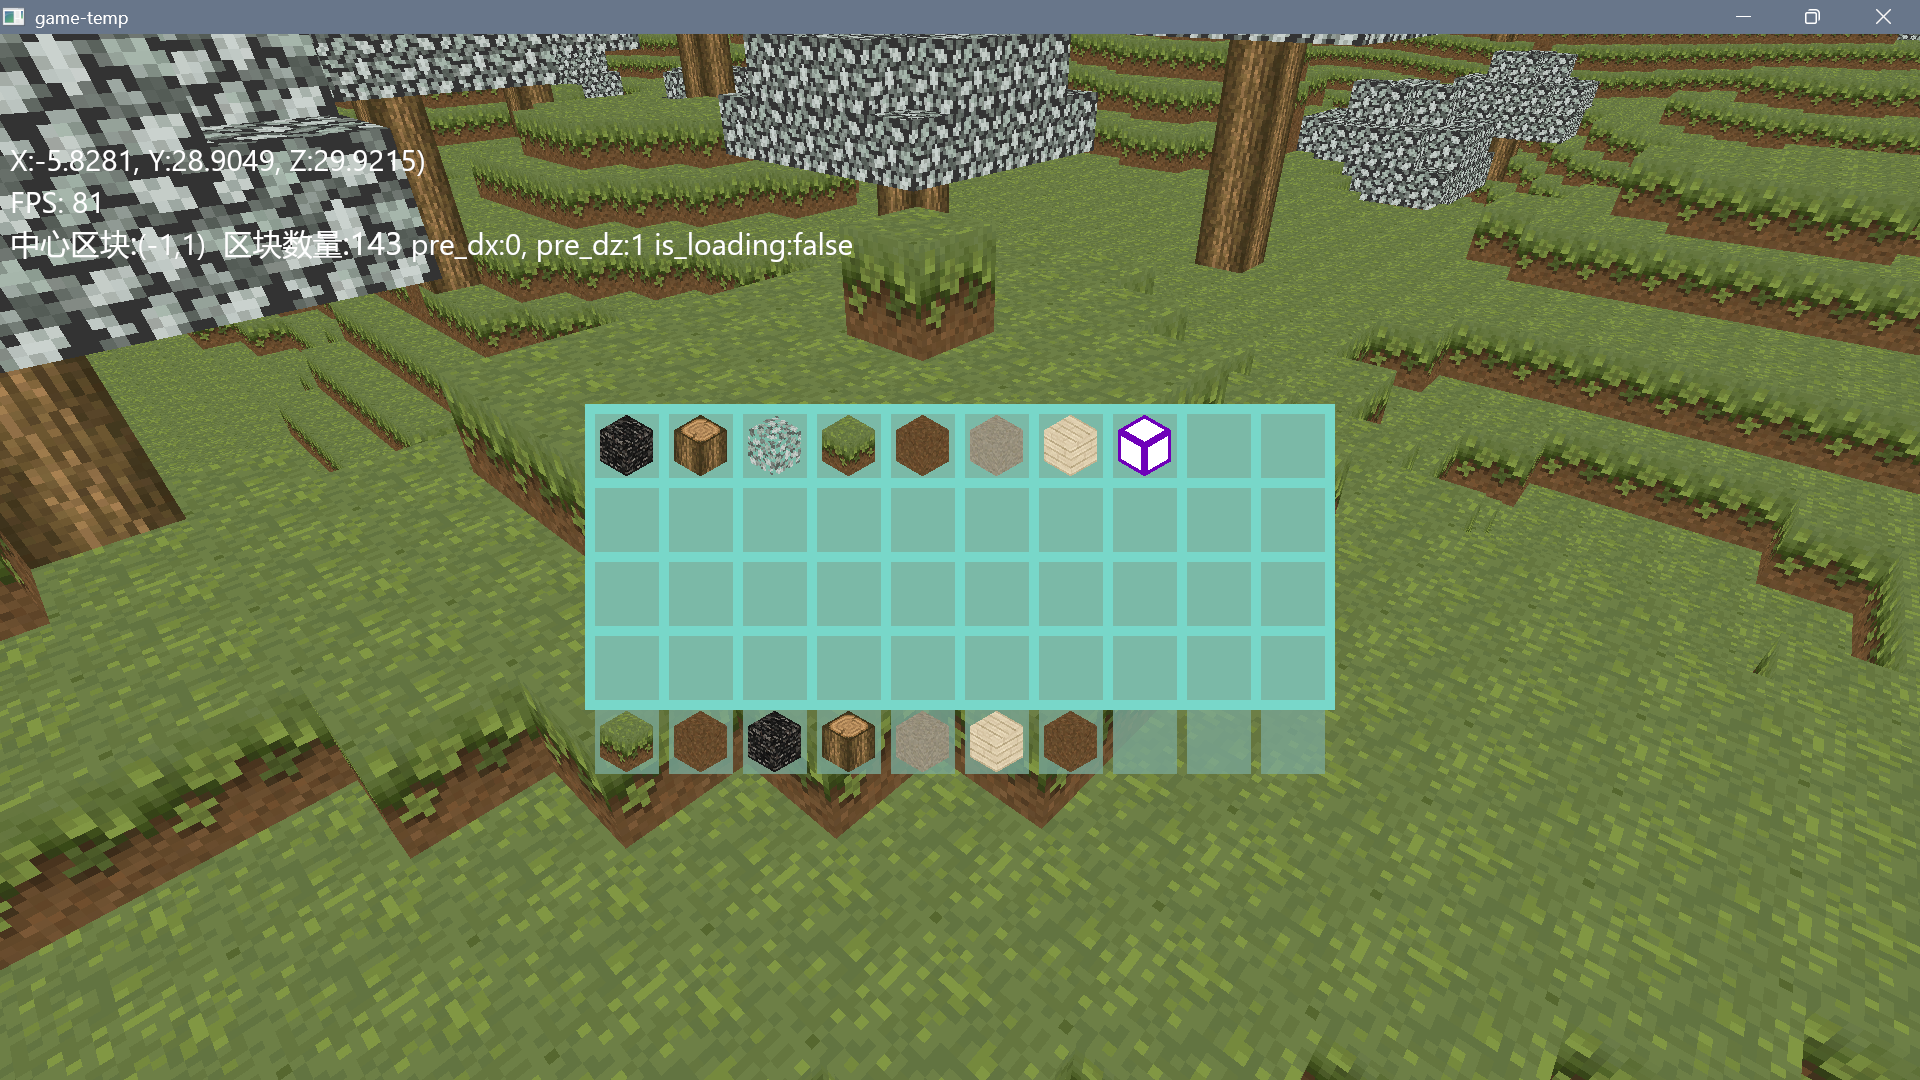 game-temp
X:-5.8281, Y:28.9049, Z:29.9215)
FPS: 81
中心区块:(-1,1)  区块数量:143 pre_dx:0, pre_dz:1 is_loading:false